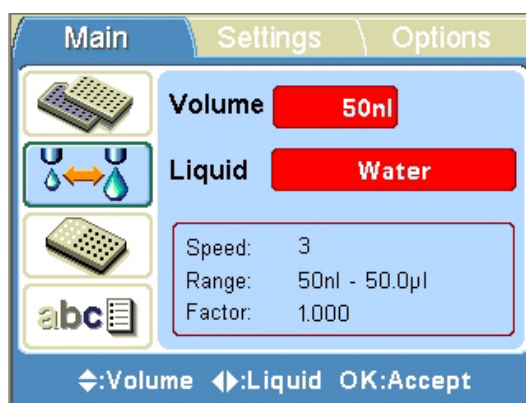 Main Settings Options
Volume 50nl
Liquid Water
Speed: 3
Range: 50nl - 50.0µl
Factor: 1.000
abc
:Volume :Liquid OK:Accept